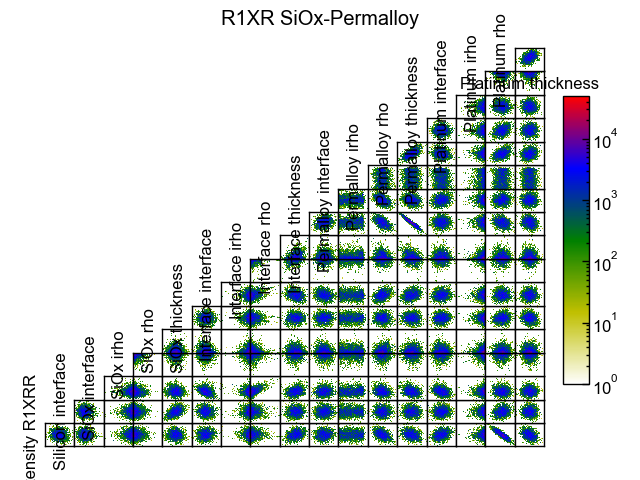 R1XR SiOx-Permalloy
ensity R1XRR
Silicon interface
SiOx interface
SiOx irho
SiOx rho
SiOx thickness
Interface interface
Interface irho
Interface rho
Interface thickness
Permalloy interface
Permalloy irho
Permalloy rho
Permalloy thickness
Platinum interface
Platinum irho
Platinum rho
Platinum thickness
10^4
10^3
10^2
10^1
10^0